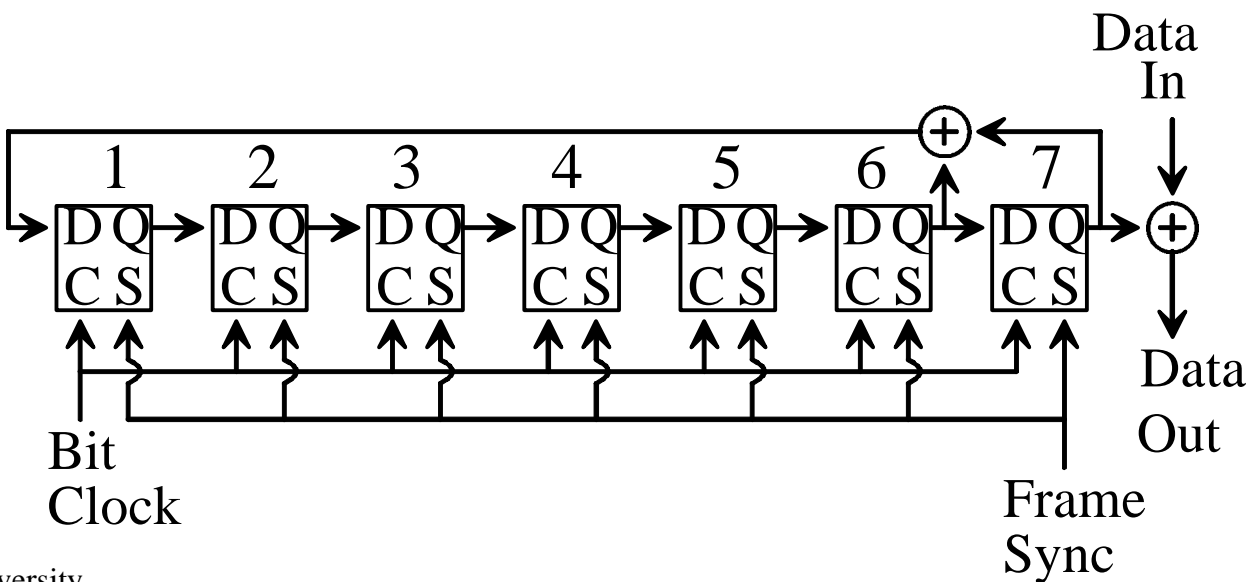 Data
In
1 2 3 4 5 6 7
D Q D Q D Q D Q D Q D Q D Q
C S C S C S C S C S C S C S
Data
Out
Bit
Clock
Frame
Sync